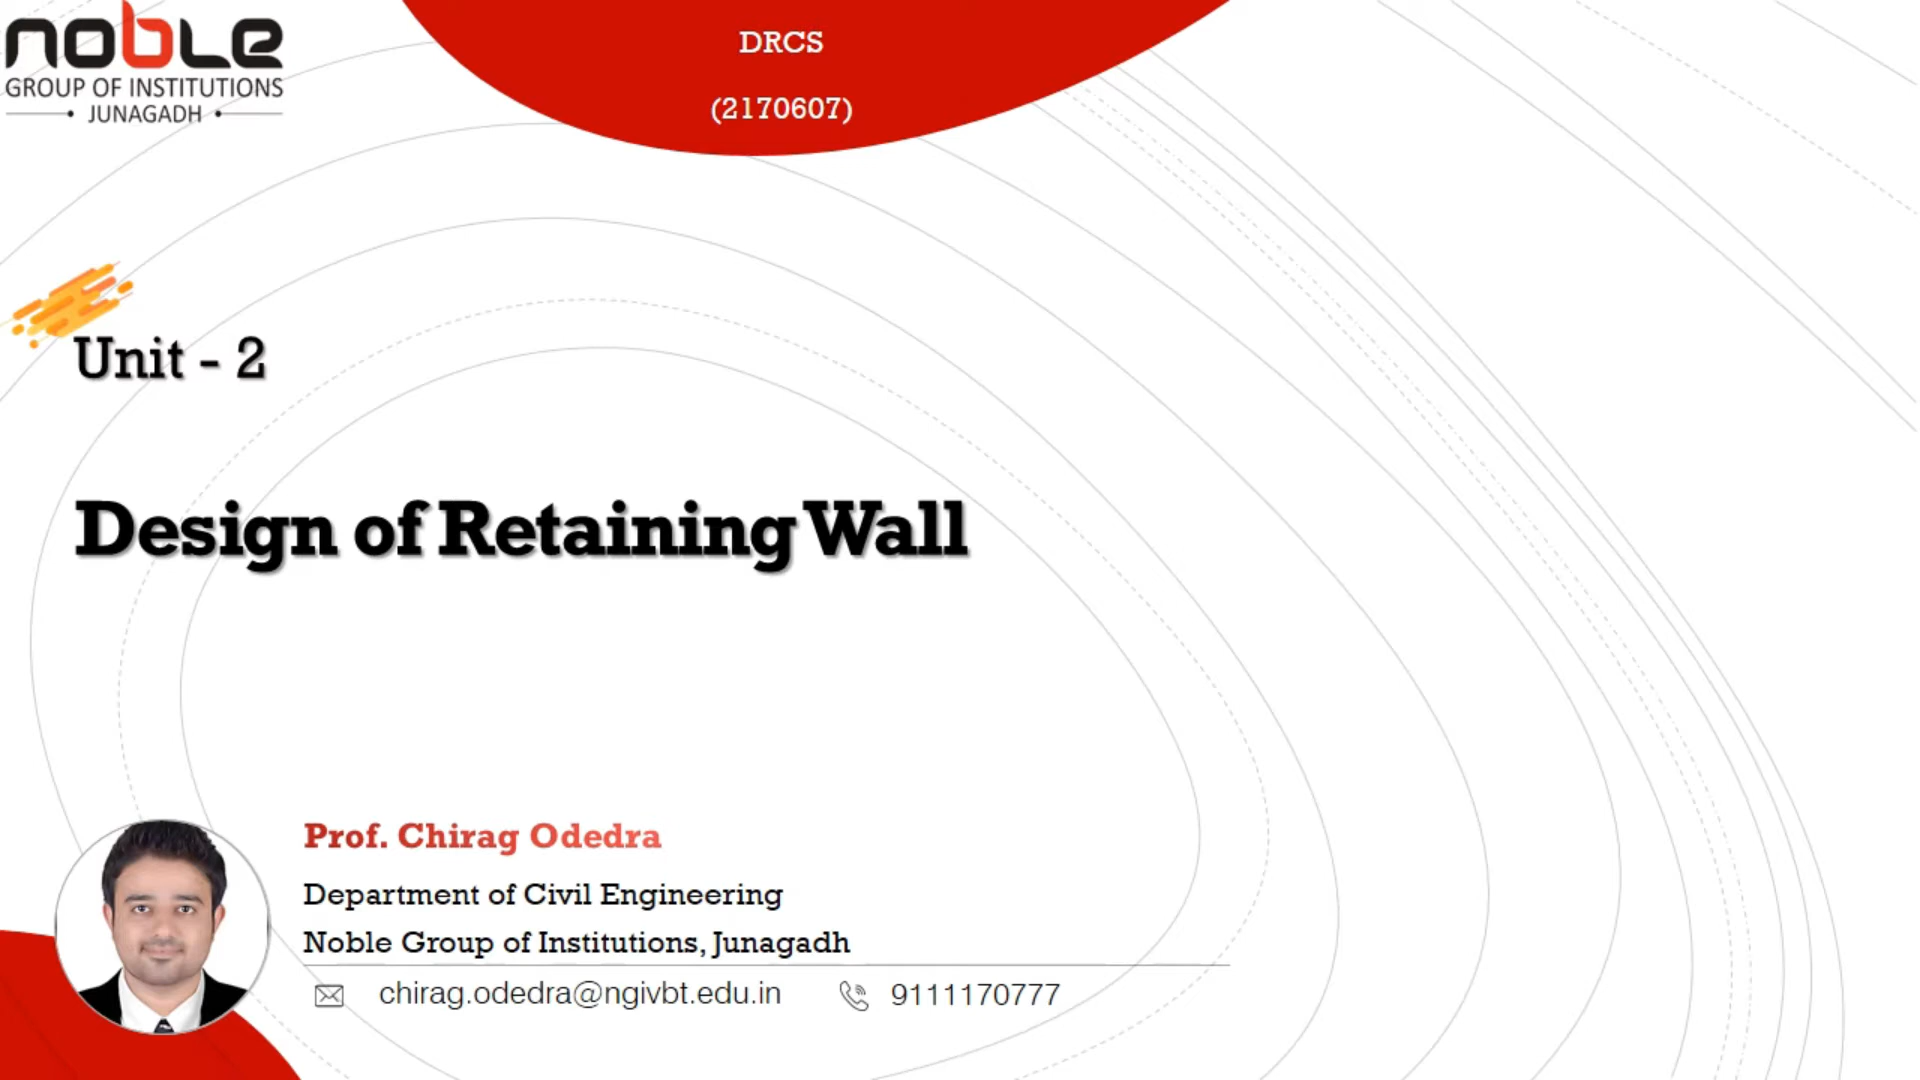 noble
GROUP OF INSTITUTIONS
JUNAGADH
DRCS
(2170607)
Unit - 2
Design of Retaining Wall
Prof. Chirag Odedra
Department of Civil Engineering
Noble Group of Institutions, Junagadh
chirag.odedra@ngivbt.edu.in 9111170777